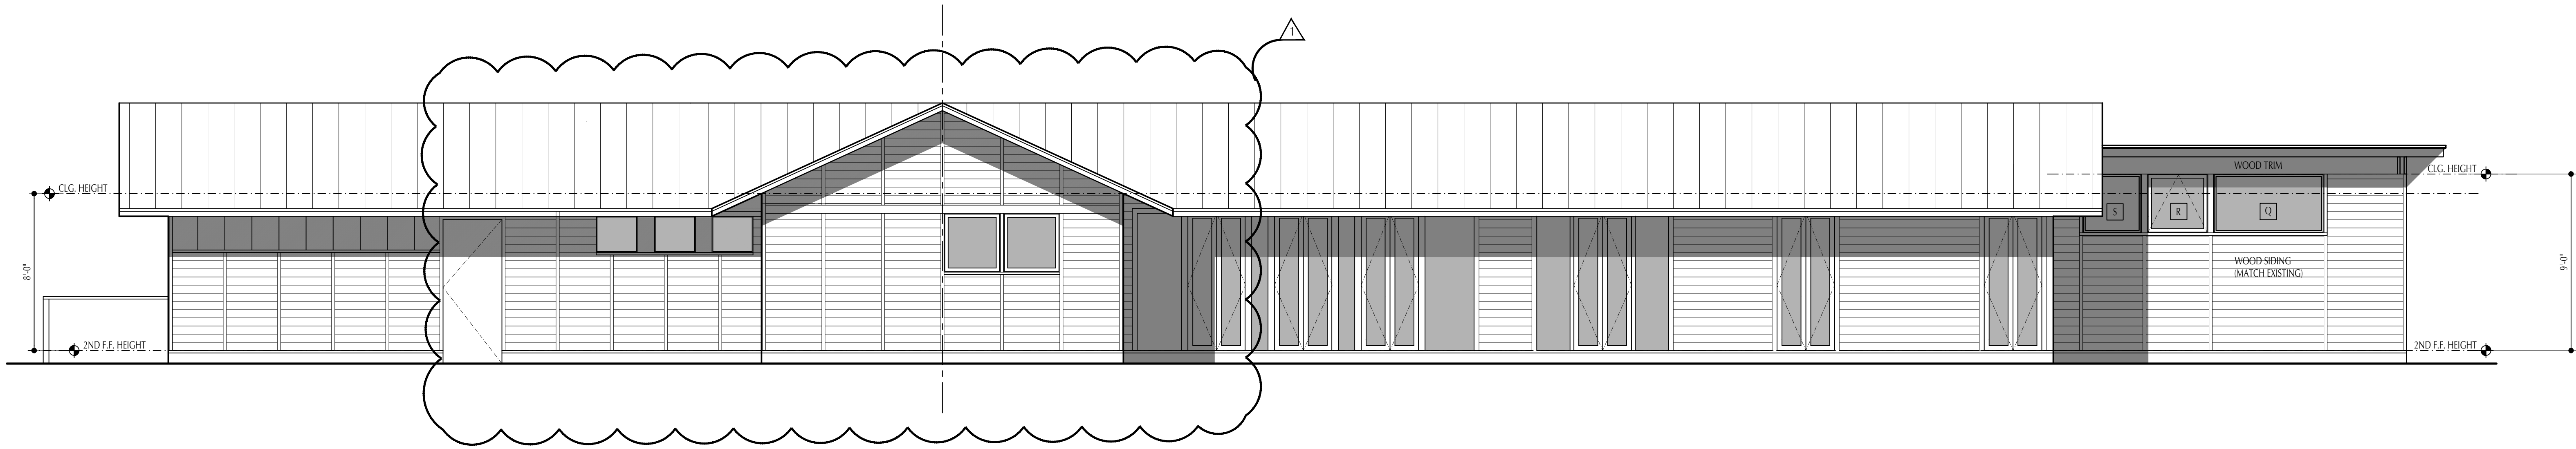 1
CLG. HEIGHT
8'-0"
2ND F.F. HEIGHT
WOOD TRIM
CLG. HEIGHT
S
R
Q
WOOD SIDING
(MATCH EXISTING)
9'-0"
2ND F.F. HEIGHT